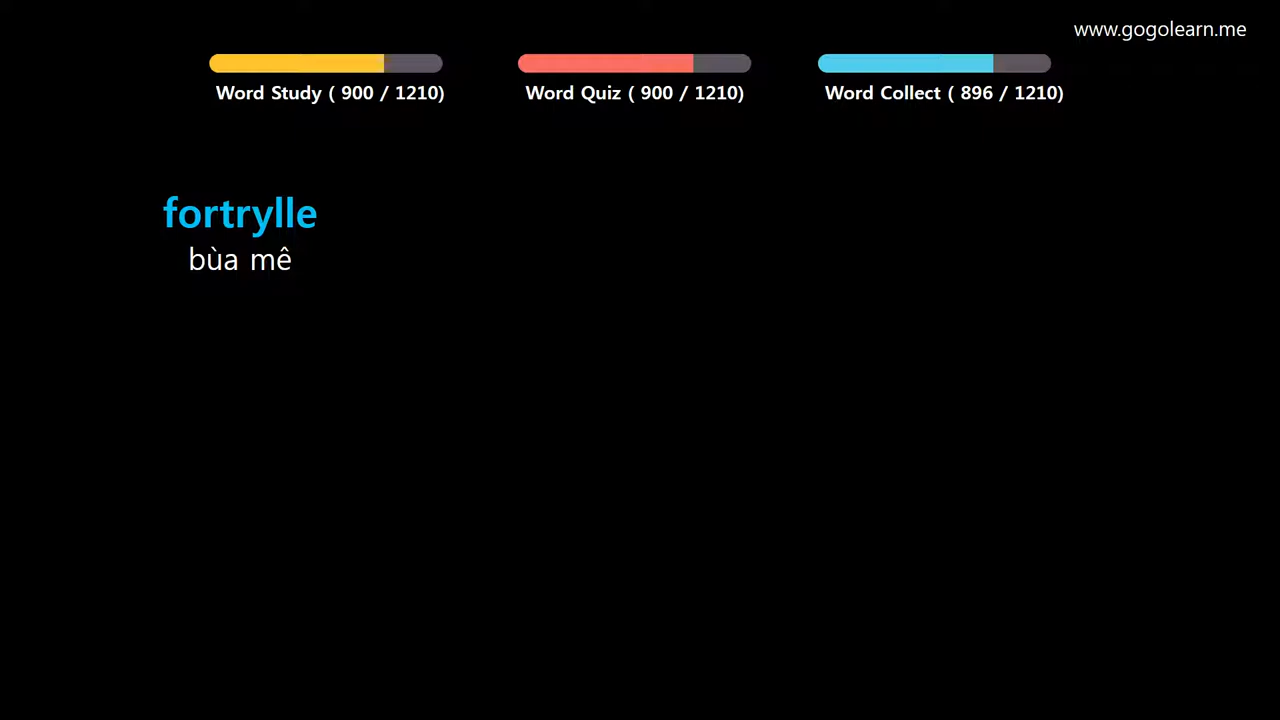 www.gogolearn.me
Word Study ( 900 / 1210)
Word Quiz ( 900 / 1210)
Word Collect ( 896 / 1210)
fortrylle
bùa mê